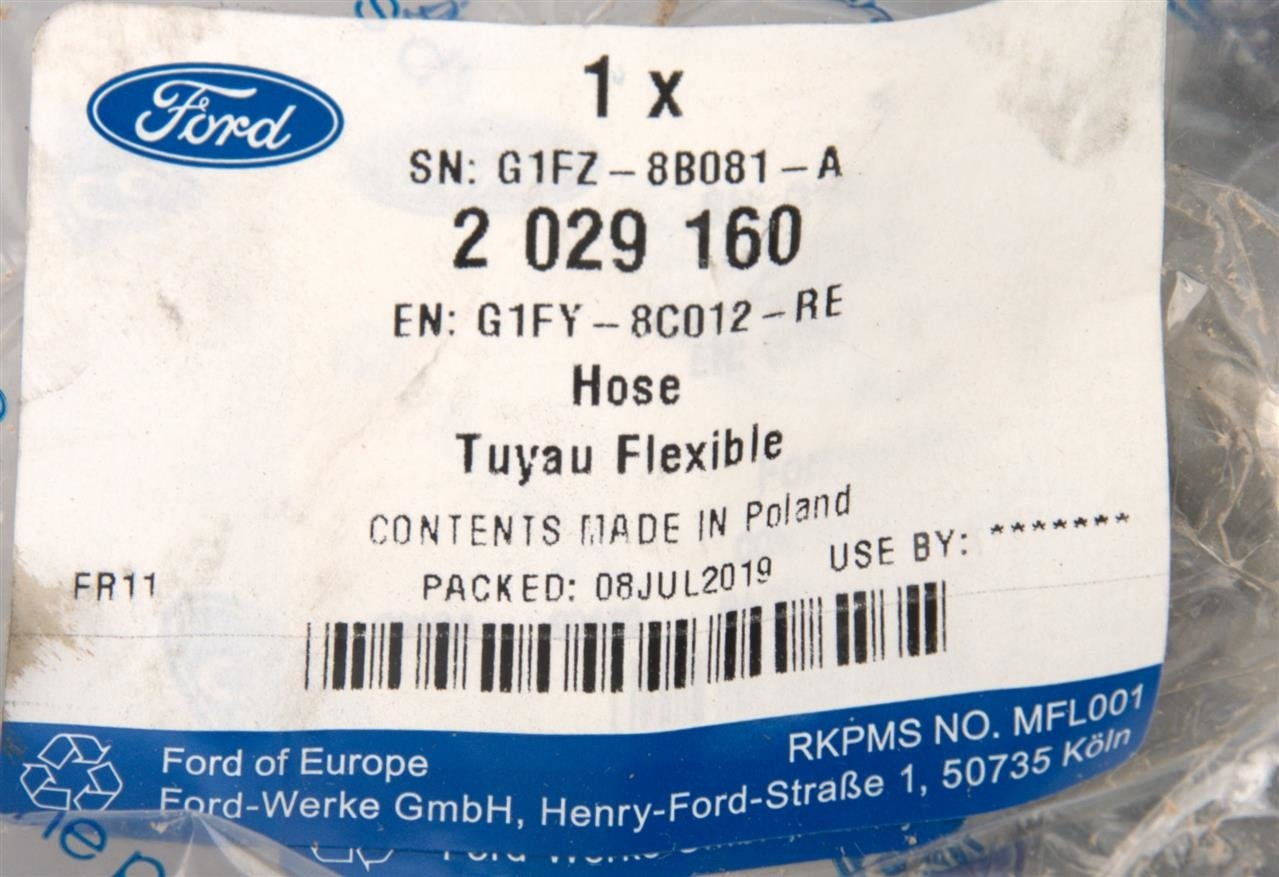 Ford
1 x
SN: G1FZ-8B081-A
2 029 160
EN: G1FY-8C012-RE
Hose
Tuyau Flexible
CONTENTS MADE IN Poland
FR11
PACKED: 08JUL2019 USE BY: *******
RKPMS NO. MFL001
Ford of Europe
Ford-Werke GmbH, Henry-Ford-Straße 1, 50735 Köln